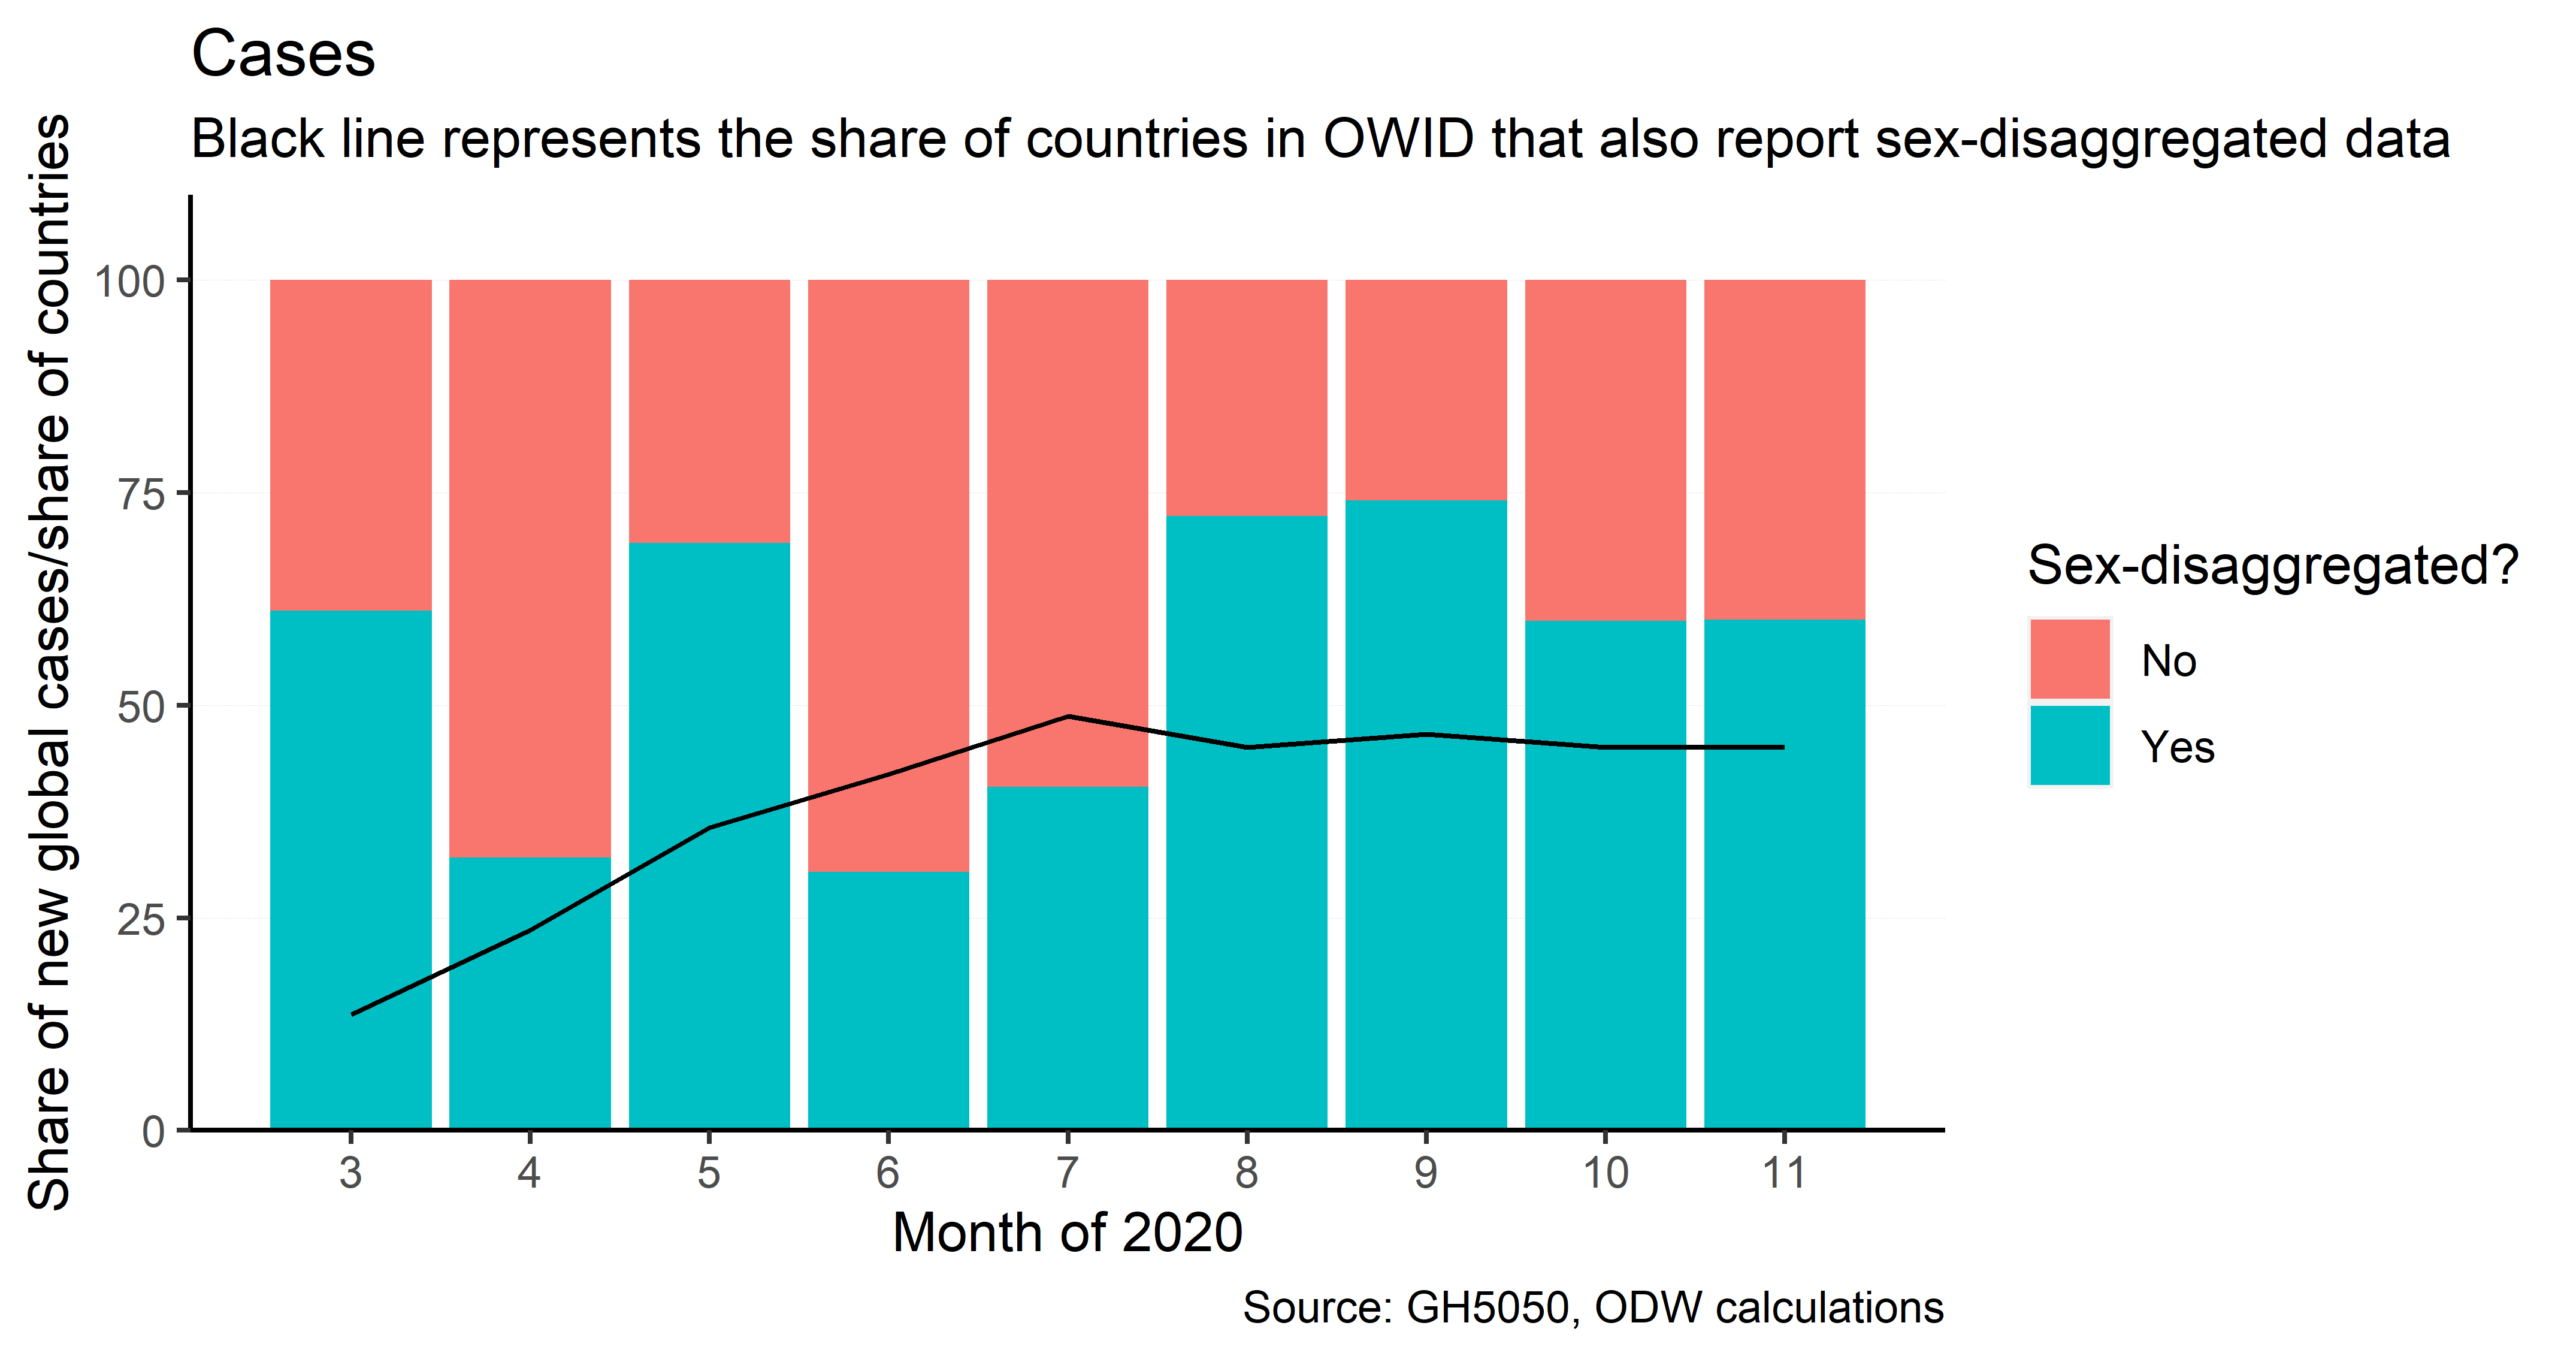 Cases
Black line represents the share of countries in OWID that also report sex-disaggregated data
Share of new global cases/share of countries
100
75
50
25
0
3 4 5 6 7 8 9 10 11
Month of 2020
Sex-disaggregated?
No
Yes
Source: GH5050, ODW calculations